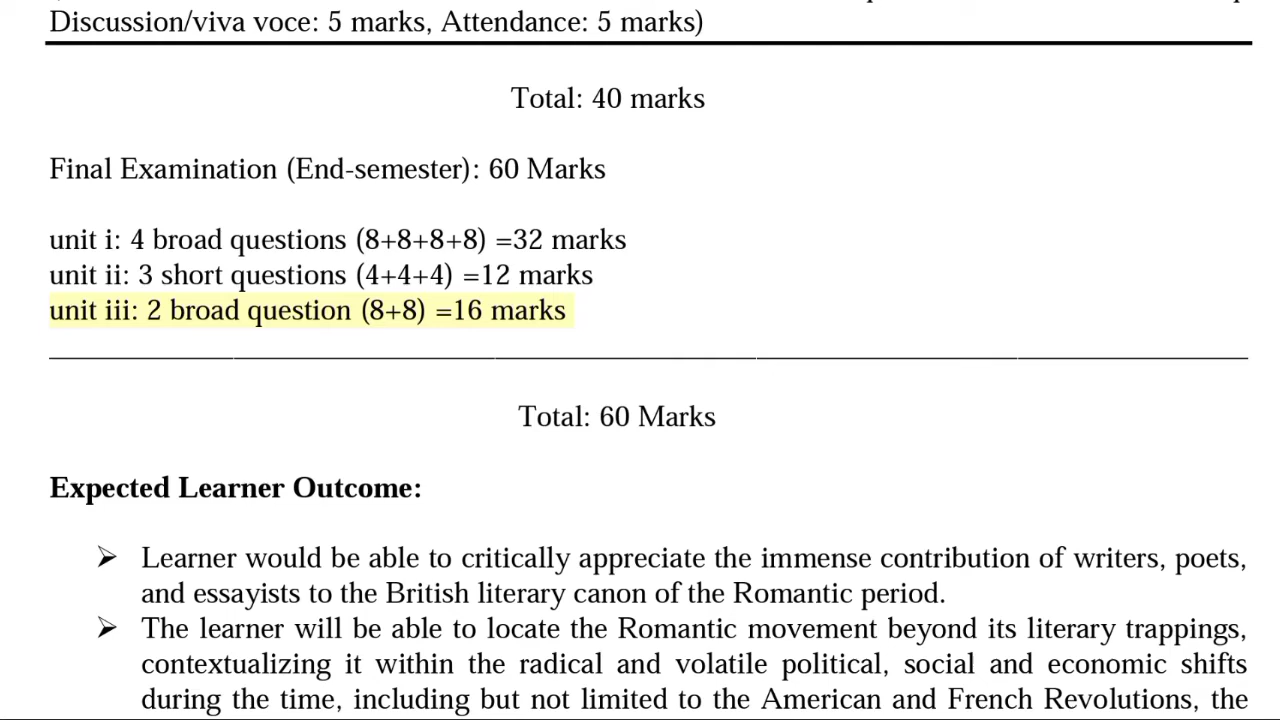 Discussion/viva voce: 5 marks, Attendance: 5 marks)
Total: 40 marks
Final Examination (End-semester): 60 Marks
unit i: 4 broad questions (8+8+8+8) =32 marks
unit ii: 3 short questions (4+4+4) =12 marks
unit iii: 2 broad question (8+8) =16 marks
Total: 60 Marks
Expected Learner Outcome:
➢ Learner would be able to critically appreciate the immense contribution of writers, poets,
and essayists to the British literary canon of the Romantic period.
➢ The learner will be able to locate the Romantic movement beyond its literary trappings,
contextualizing it within the radical and volatile political, social and economic shifts
during the time, including but not limited to the American and French Revolutions, the